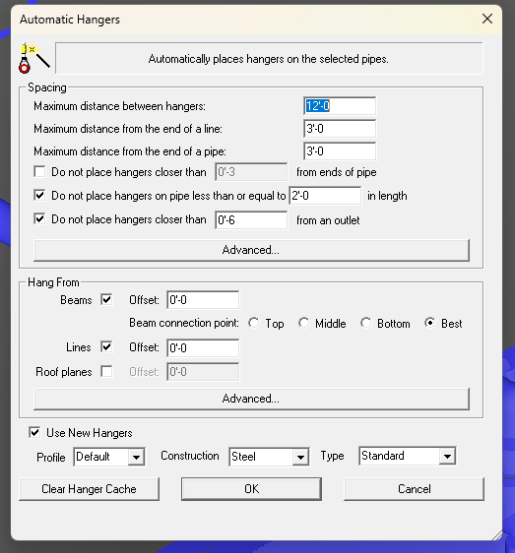 Automatic Hangers
Automatically places hangers on the selected pipes.
Spacing
Maximum distance between hangers: 12'-0
Maximum distance from the end of a line: 3'-0
Maximum distance from the end of a pipe: 3'-0
Do not place hangers closer than 0'-3 from ends of pipe
Do not place hangers on pipe less than or equal to 2'-0 in length
Do not place hangers closer than 0'-6 from an outlet
Advanced...
Hang From
Beams Offset: 0'-0
Beam connection point: Top Middle Bottom Best
Lines Offset: 0'-0
Roof planes Offset: 0'-0
Advanced...
Use New Hangers
Profile Default Construction Steel Type Standard
Clear Hanger Cache OK Cancel